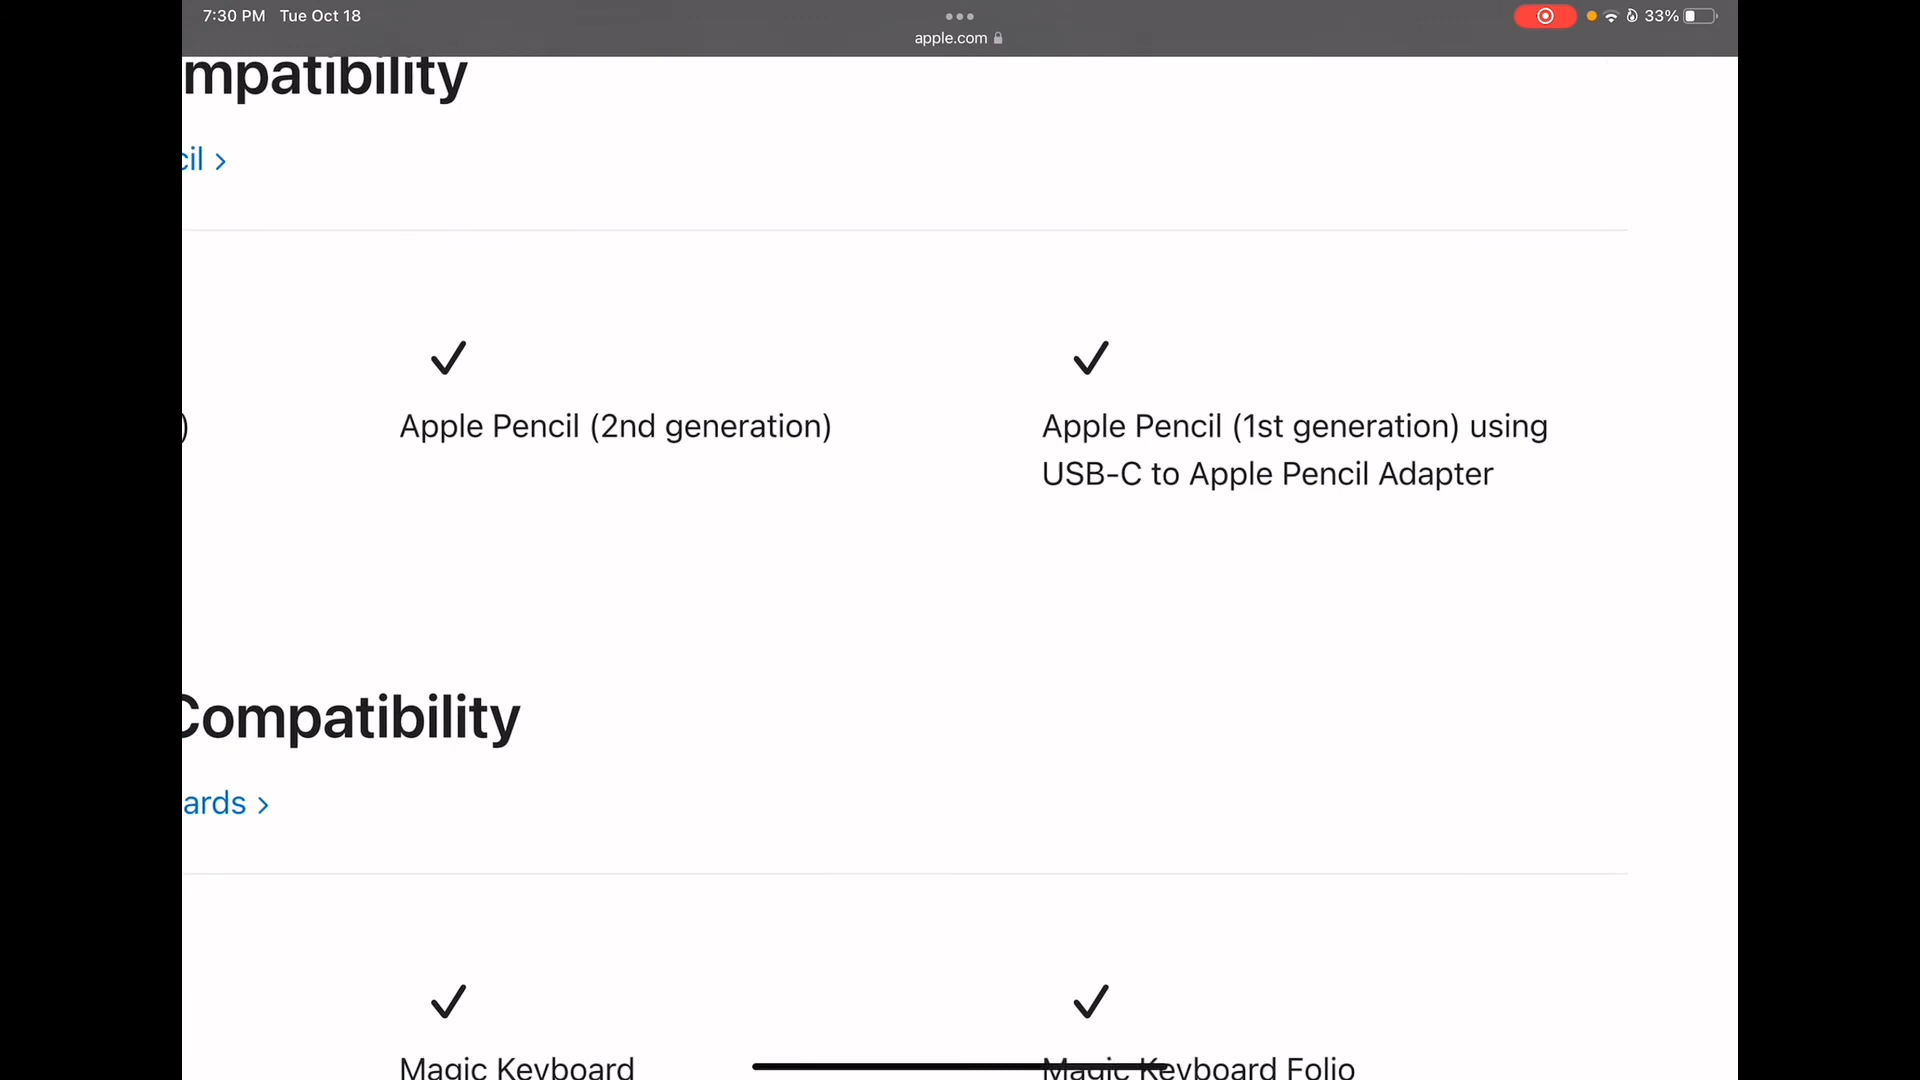 7:30 PM Tue Oct 18
33%
apple.com
mpatibility
cil >
✓
✓
)
Apple Pencil (2nd generation)
Apple Pencil (1st generation) using
USB-C to Apple Pencil Adapter
Compatibility
ards >
✓
✓
Magic Keyboard
Magic Keyboard Folio